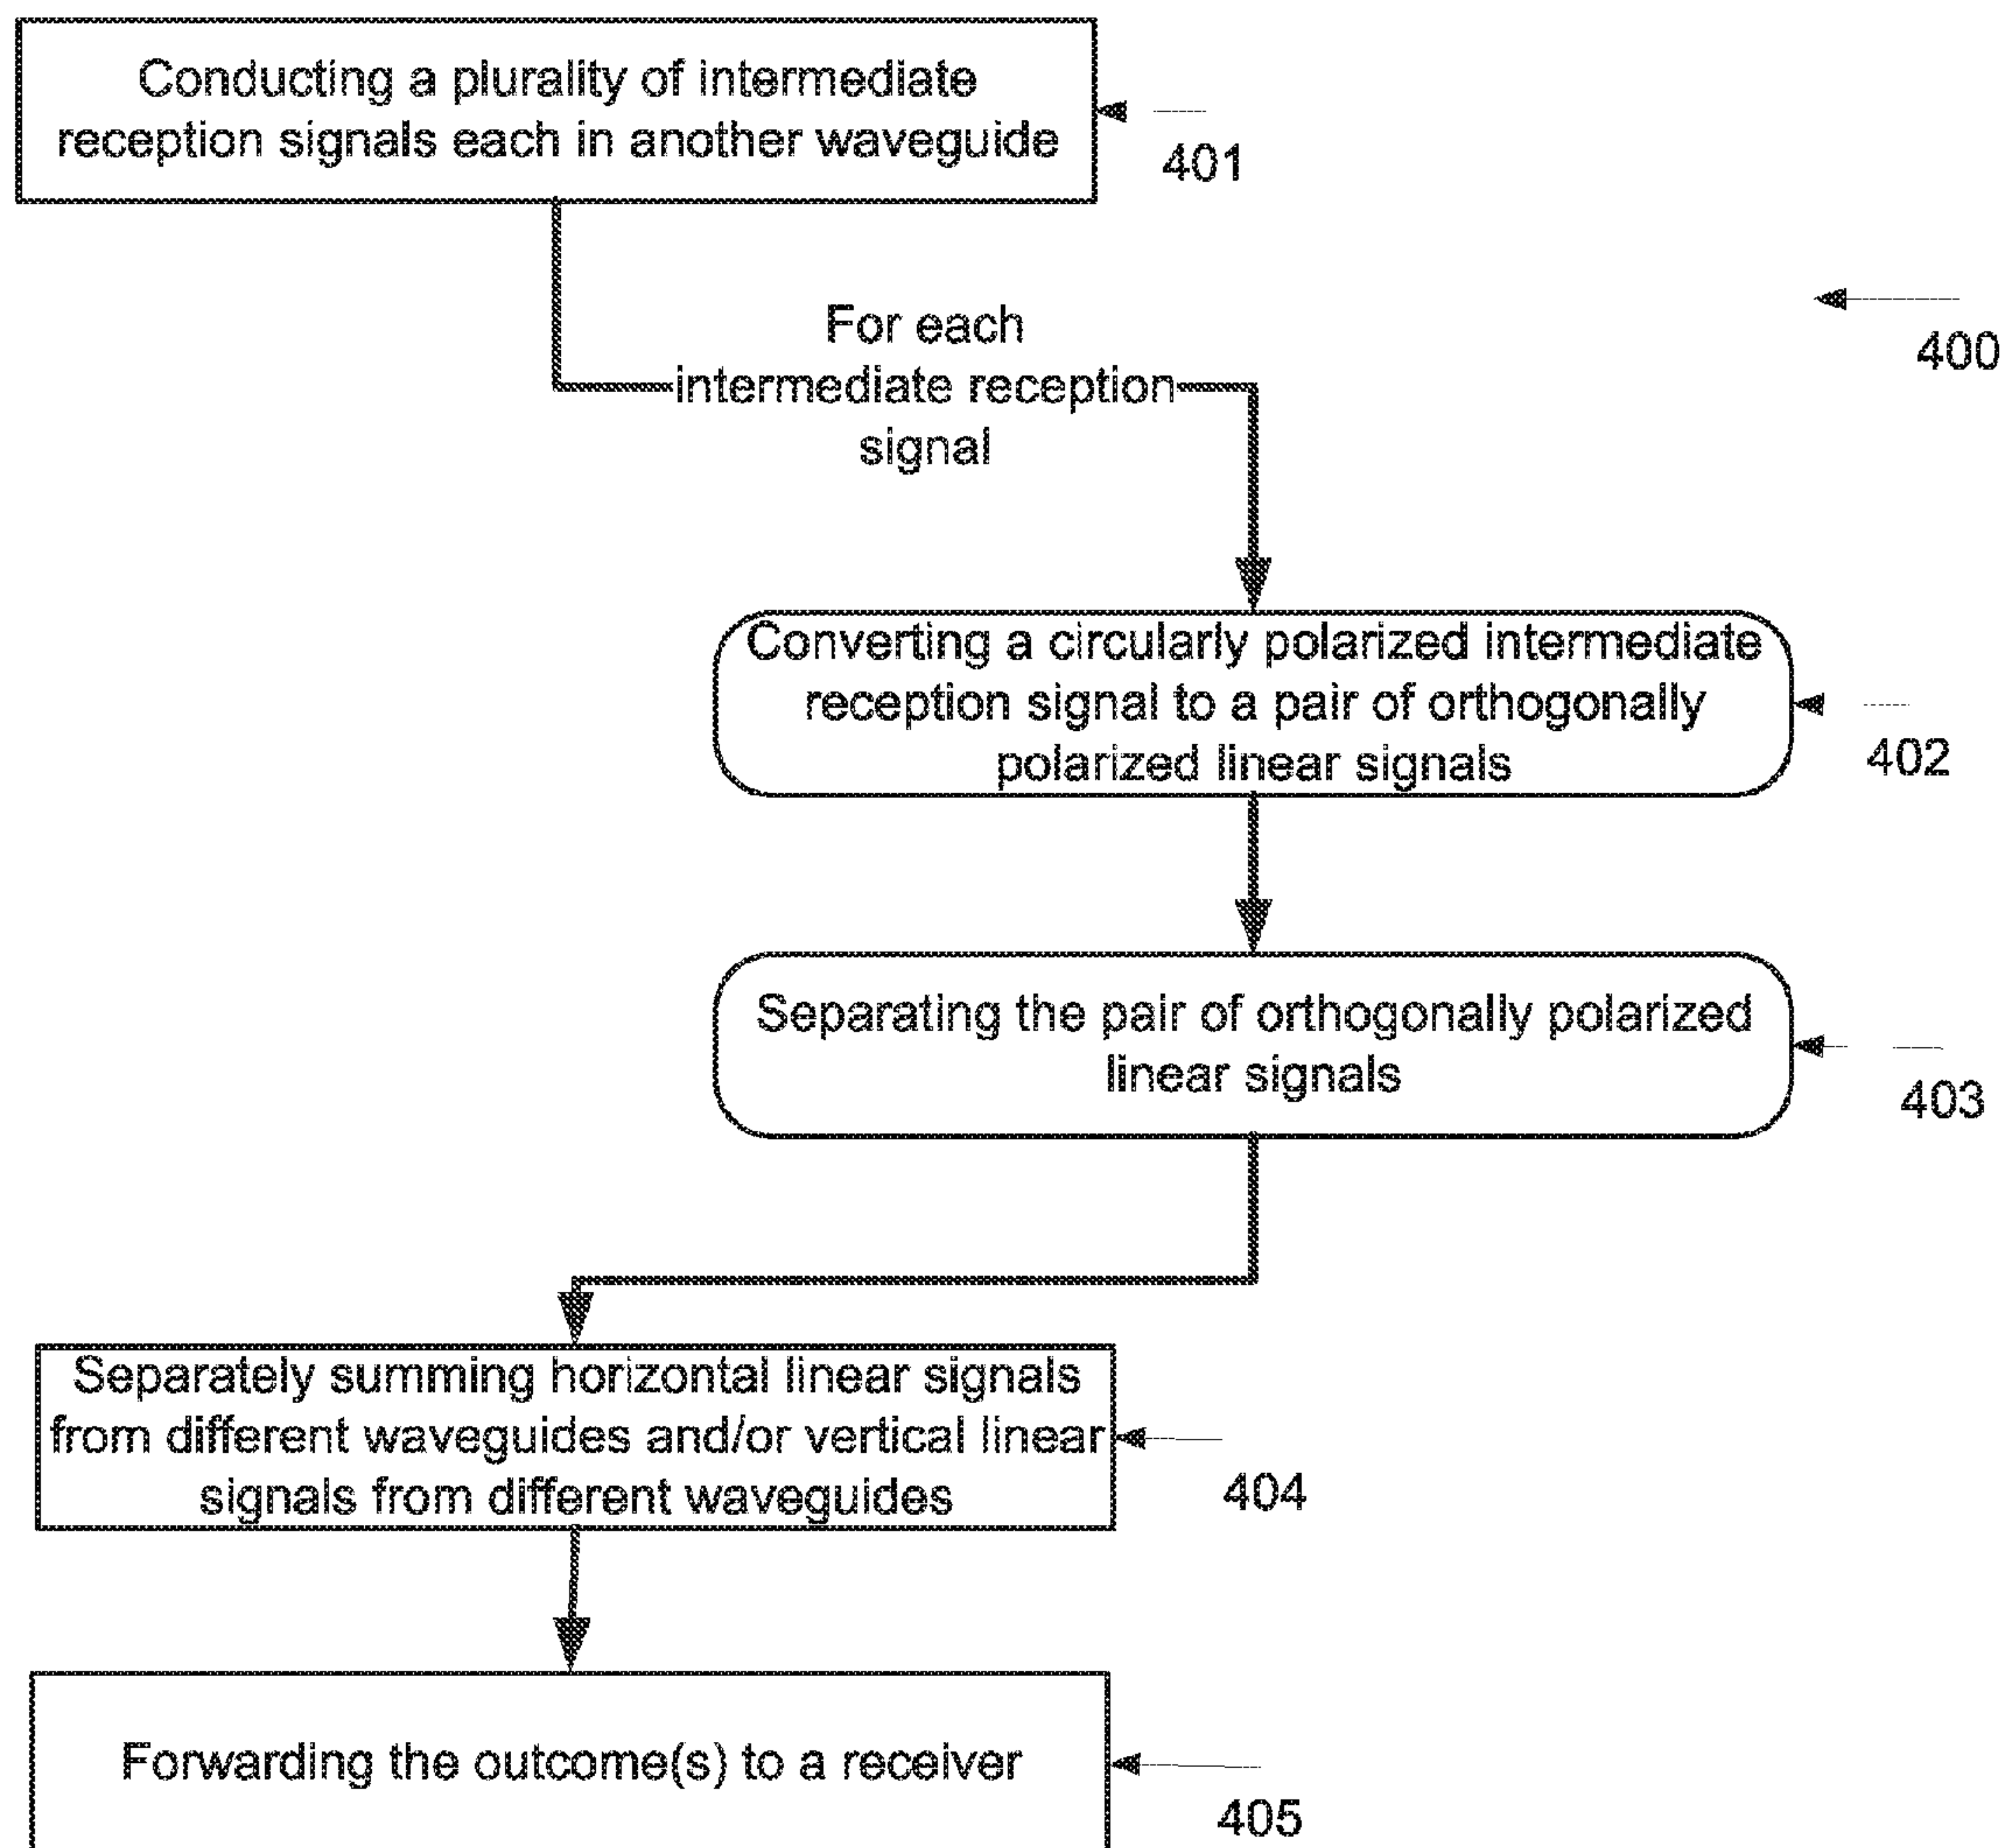 Conducting a plurality of intermediate
reception signals each in another waveguide
401
For each
intermediate reception
signal
400
Converting a circularly polarized intermediate
reception signal to a pair of orthogonally
polarized linear signals
402
Separating the pair of orthogonally polarized
linear signals
403
Separately summing horizontal linear signals
from different waveguides and/or vertical linear
signals from different waveguides
404
Forwarding the outcome(s) to a receiver
405